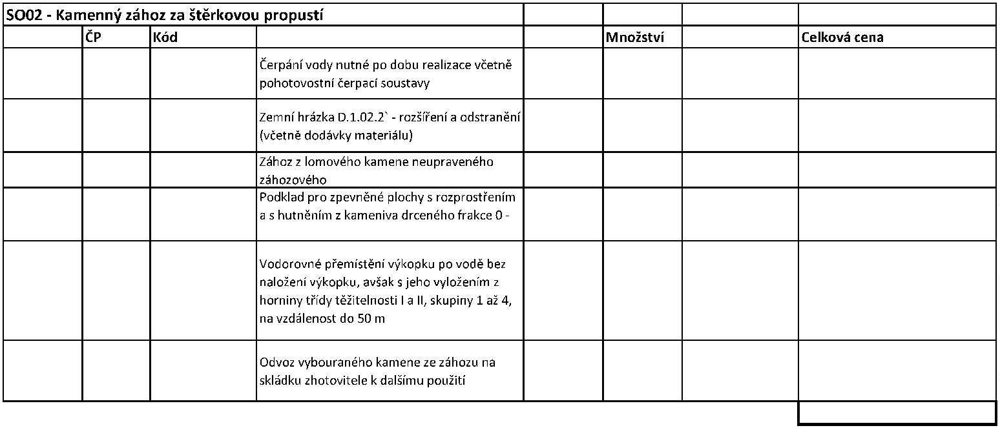 SO02 - Kamenný zához za štěrkovou propustí
ČP Kód Množství Celková cena
Čerpání vody nutné po dobu realizace včetně
pohotovostní čerpací soustavy
Zemní hrázka D.1.02.2` - rozšíření a odstranění
(včetně dodávky materiálu)
Zához z lomového kamene neupraveného
záhozového
Podklad pro zpevněné plochy s rozprostřením
a s hutněním z kameniva drceného frakce 0 -
Vodorovné přemístění výkopku po vodě bez
naložení výkopku, avšak s jeho vyložením z
horniny třídy těžitelnosti I a II, skupiny 1 až 4,
na vzdálenost do 50 m
Odvoz vybouraného kamene ze záhozu na
skládku zhotovitele k dalšímu použití